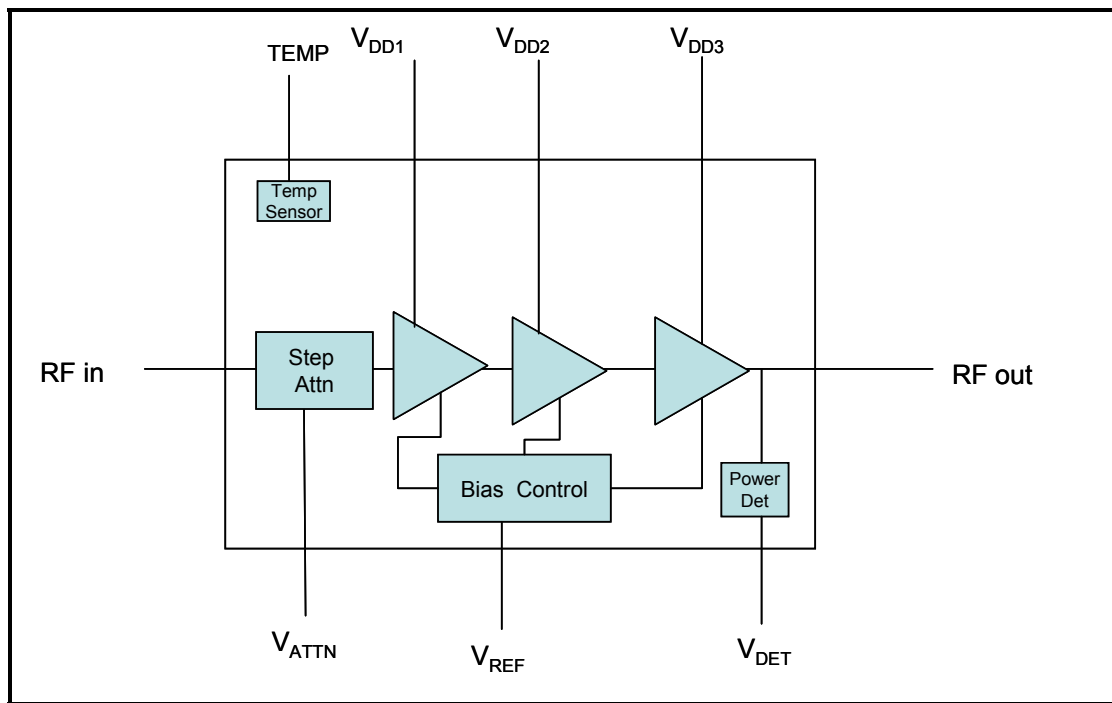 TEMP
VDD1
VDD2
VDD3
Temp
Sensor
RF in
Step
Attn
RF out
Bias Control
Power
Det
VATTN
VREF
VDET